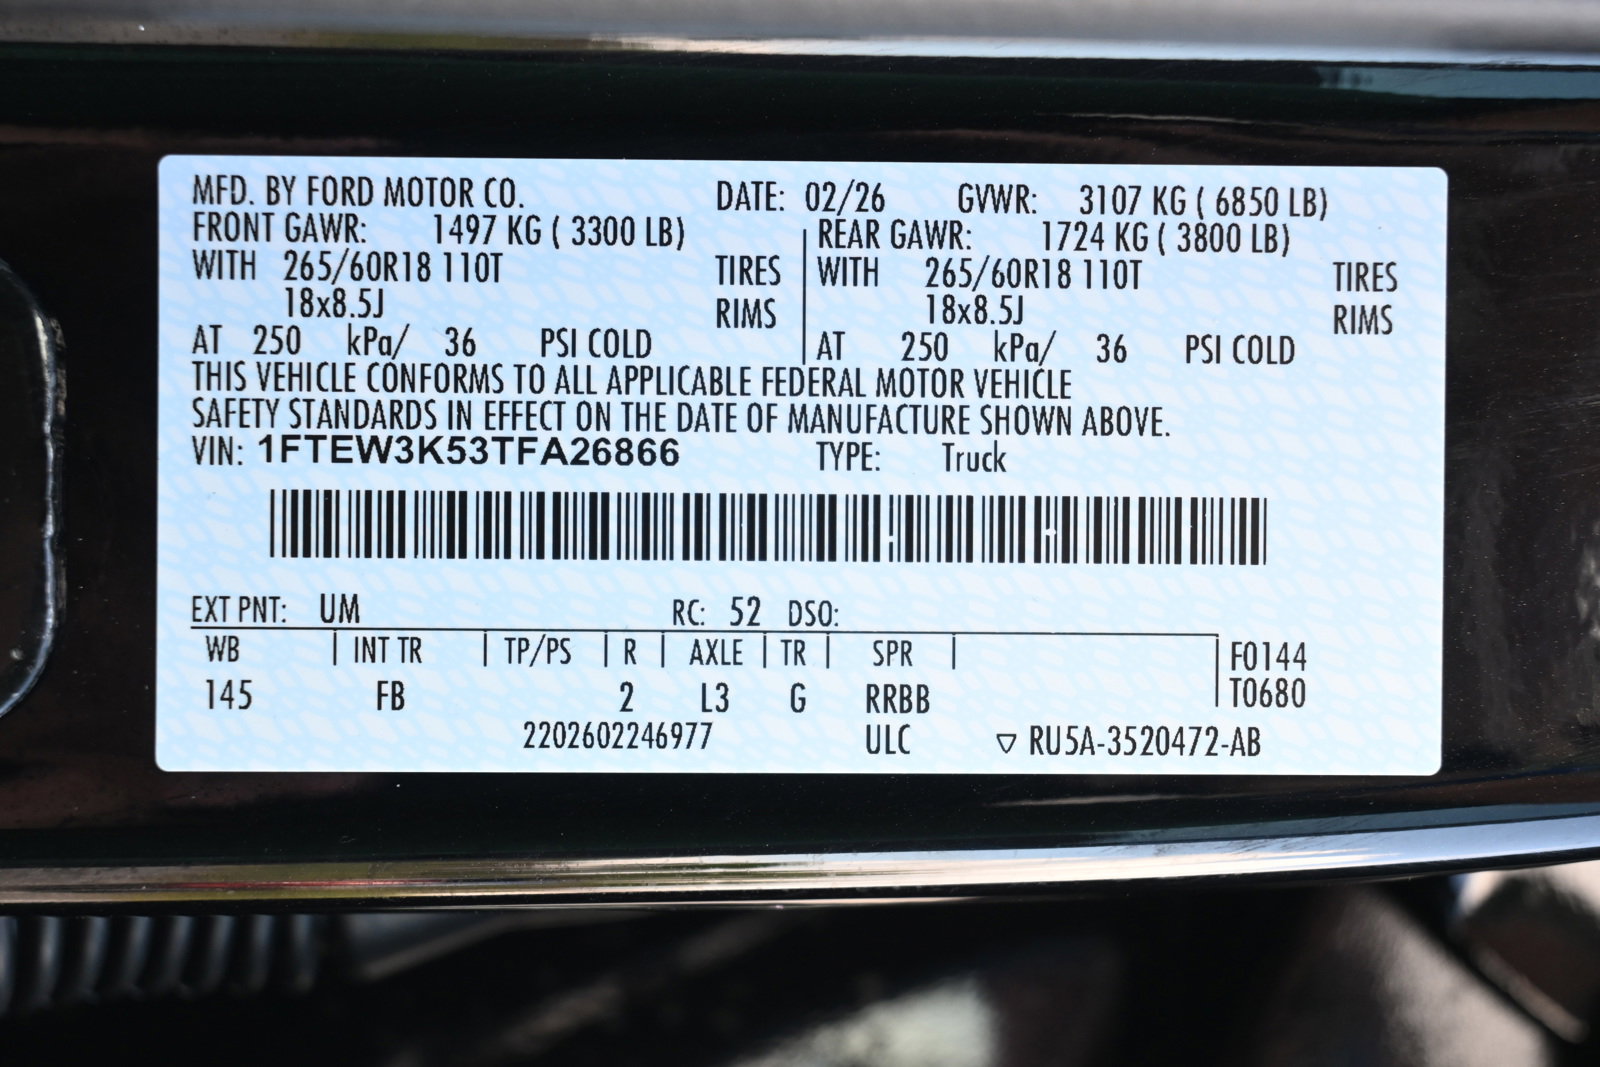 MFD. BY FORD MOTOR CO. DATE: 02/26 GVWR: 3107 KG ( 6850 LB)
FRONT GAWR: 1497 KG ( 3300 LB) REAR GAWR: 1724 KG ( 3800 LB)
WITH 265/60R18 110T TIRES WITH 265/60R18 110T TIRES
18x8.5J RIMS 18x8.5J RIMS
AT 250 kPa/ 36 PSI COLD AT 250 kPa/ 36 PSI COLD
THIS VEHICLE CONFORMS TO ALL APPLICABLE FEDERAL MOTOR VEHICLE
SAFETY STANDARDS IN EFFECT ON THE DATE OF MANUFACTURE SHOWN ABOVE.
VIN: 1FTEW3K53TFA26866 TYPE: Truck
EXT PNT: UM RC: 52 DSO:
WB INT TR TP/PS R AXLE TR SPR F0144
145 FB 2 L3 G RRBB T0680
2202602246977 ULC ▽ RU5A-3520472-AB